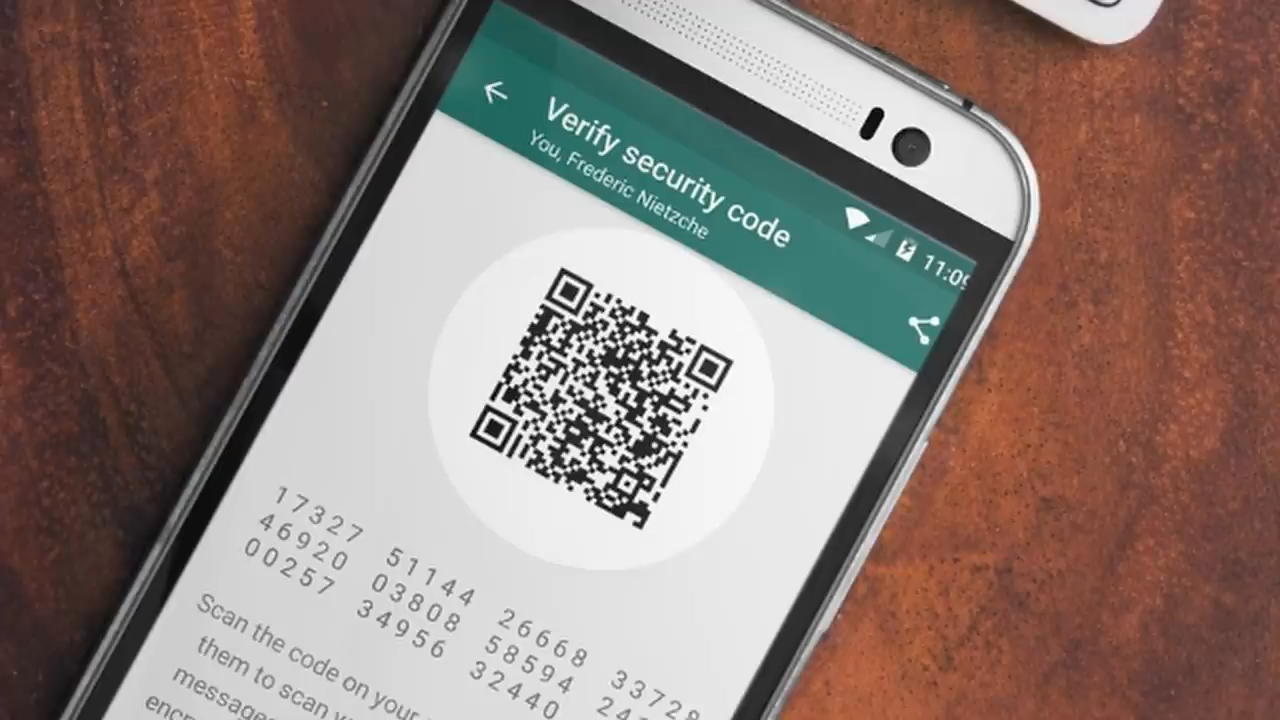 11:09
Verify security code
You, Frederic Nietzche
17327 51144 26668 33728
46920 03808 58594
00257 34956 32440
Scan the code on your
them to scan